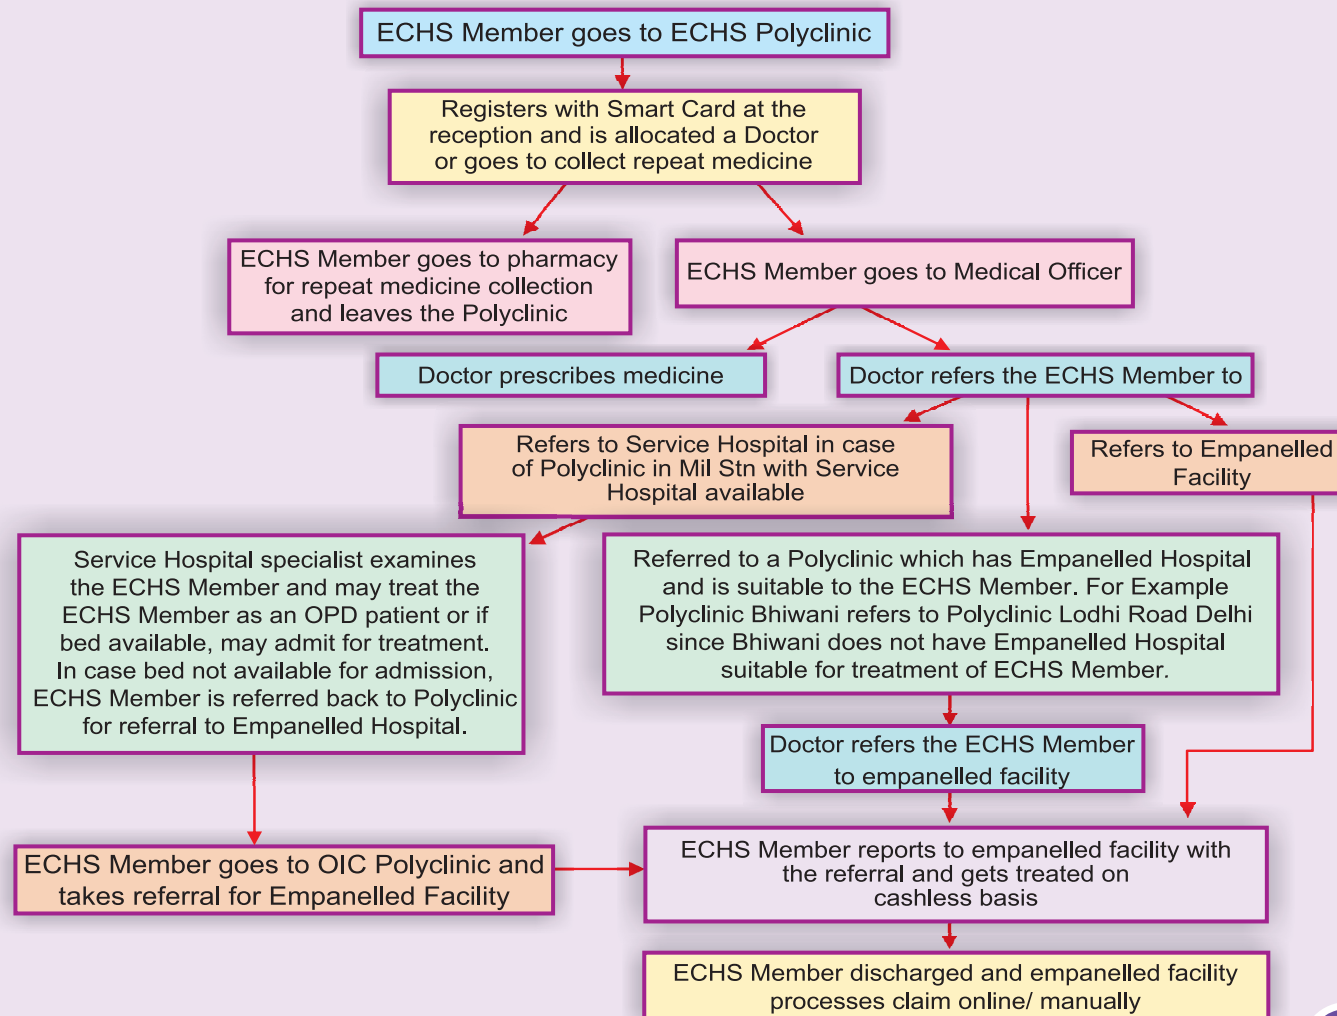 ECHS Member goes to ECHS Polyclinic
Registers with Smart Card at the
reception and is allocated a Doctor
or goes to collect repeat medicine
ECHS Member goes to pharmacy
for repeat medicine collection
and leaves the Polyclinic
ECHS Member goes to Medical Officer
Doctor prescribes medicine
Doctor refers the ECHS Member to
Refers to Service Hospital in case
of Polyclinic in Mil Stn with Service
Hospital available
Refers to Empanelled
Facility
Service Hospital specialist examines
the ECHS Member and may treat the
ECHS Member as an OPD patient or if
bed available, may admit for treatment.
In case bed not available for admission,
ECHS Member is referred back to Polyclinic
for referral to Empanelled Hospital.
Referred to a Polyclinic which has Empanelled Hospital
and is suitable to the ECHS Member. For Example
Polyclinic Bhiwani refers to Polyclinic Lodhi Road Delhi
since Bhiwani does not have Empanelled Hospital
suitable for treatment of ECHS Member.
Doctor refers the ECHS Member
to empanelled facility
ECHS Member goes to OIC Polyclinic and
takes referral for Empanelled Facility
ECHS Member reports to empanelled facility with
the referral and gets treated on
cashless basis
ECHS Member discharged and empanelled facility
processes claim online/ manually